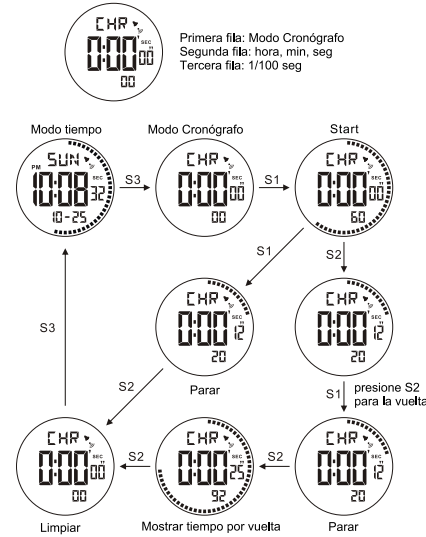 CHR
SEC
0:00 00
00
Primera fila: Modo Cronógrafo
Segunda fila: hora, min, seg
Tercera fila: 1/100 seg
Modo tiempo
Modo Cronógrafo
Start
SUN
PM
SEC
10:08 32
10-25
S3
CHR
SEC
0:00 00
00
S1
CHR
SEC
0:00 00
60
S1
S2
S3
CHR
SEC
0:00 12
20
Parar
CHR
SEC
0:00 12
20
S2
S1
presione S2
para la vuelta
CHR
SEC
0:00 00
00
Limpiar
S2
CHR
SEC
0:00 25
92
Mostrar tiempo por vuelta
S2
CHR
SEC
0:00 12
20
Parar